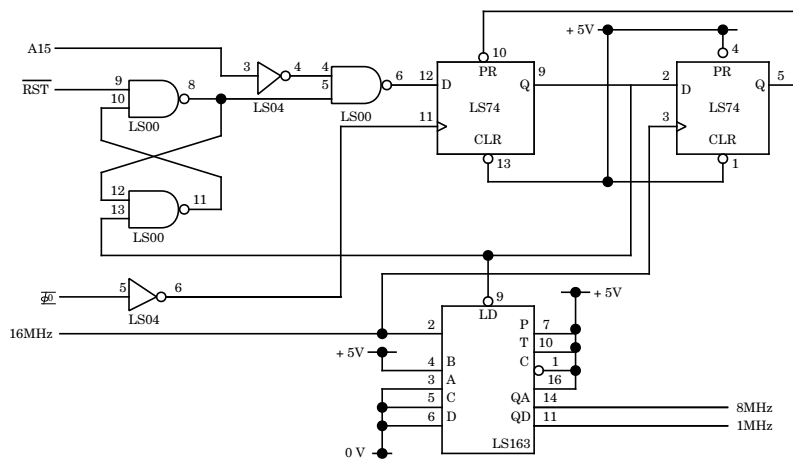 + 5V
A15
3
4
4
5
6
12
D
10
PR
Q
9
2
D
4
PR
Q
5
RST
9
10
8
LS04
LS00
LS74
LS74
LS00
11
3
CLR
13
CLR
1
12
13
11
LS00
ϕ0
5
6
LS04
9
LD
+ 5V
16MHz
2
P
7
T
10
+ 5V
4
B
C
1
3
A
16
5
C
QA
14
8MHz
6
D
QD
11
1MHz
0 V
LS163